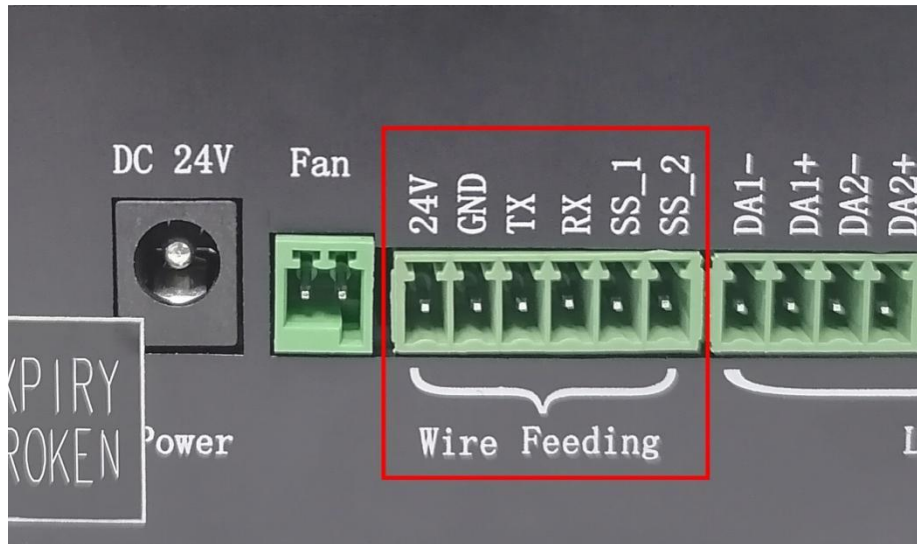 DC 24V
Fan
24V
GND
TX
RX
SS_1
SS_2
DA1-
DA1+
DA2-
DA2+
Power
Wire Feeding
XPIRY
ROKEN